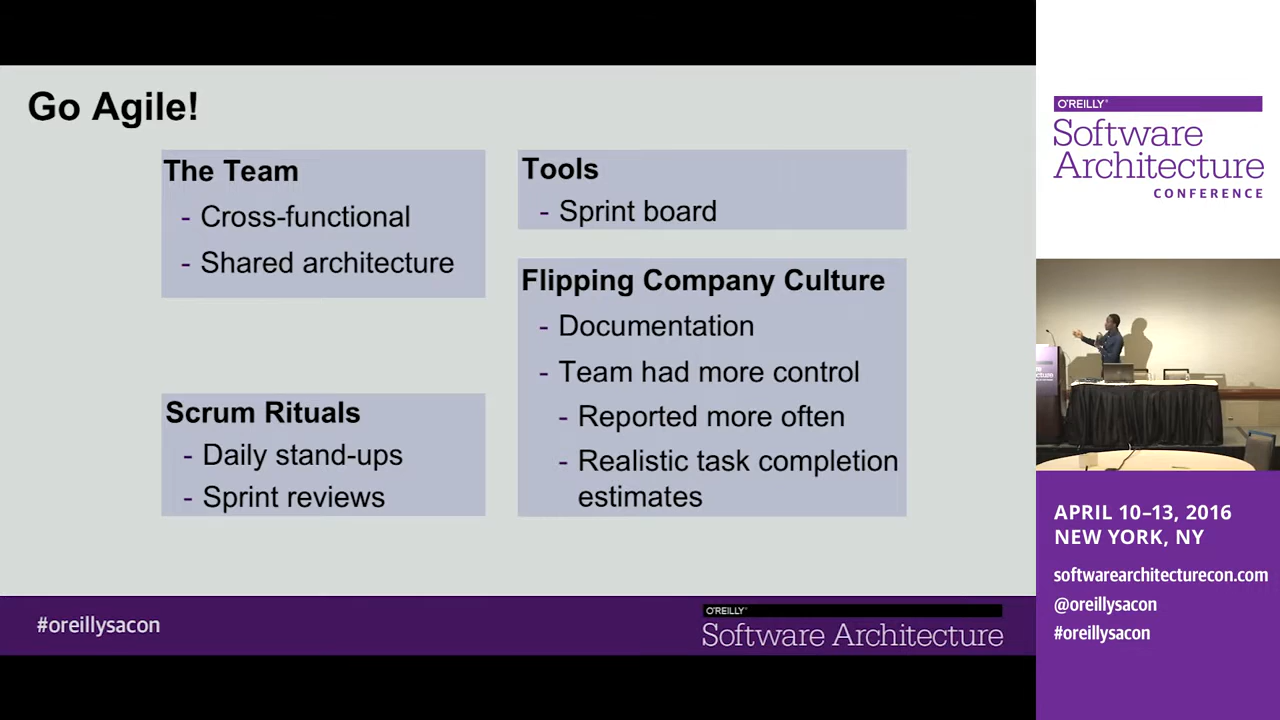 Go Agile!
The Team
- Cross-functional
- Shared architecture
Scrum Rituals
- Daily stand-ups
- Sprint reviews
Tools
- Sprint board
Flipping Company Culture
- Documentation
- Team had more control
- Reported more often
- Realistic task completion
estimates
#oreillysacon
O'REILLY®
Software Architecture
O'REILLY®
Software
Architecture
CONFERENCE
Architecture
APRIL 10–13, 2016
NEW YORK, NY
softwarearchitecturecon.com
@oreillysacon
#oreillysacon